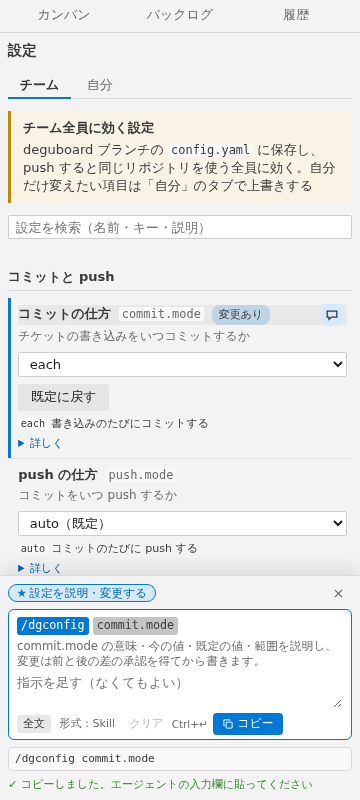 カンバン バックログ 履歴
設定
チーム 自分
チーム全員に効く設定
deguboard ブランチの config.yaml に保存し、
push すると同じリポジトリを使う全員に効く。自分
だけ変えたい項目は「自分」のタブで上書きする
設定を検索（名前・キー・説明）
コミットと push
コミットの仕方 commit.mode 変更あり
チケットの書き込みをいつコミットするか
each
既定に戻す
each 書き込みのたびにコミットする
▶ 詳しく
push の仕方 push.mode
コミットをいつ push するか
auto（既定）
auto コミットのたびに push する
▶ 詳しく
★ 設定を説明・変更する ×
/dgconfig commit.mode
commit.mode の意味・今の値・既定の値・範囲を説明し、
変更は前と後の差の承認を得てから書きます。
指示を足す（なくてもよい）
全文 形式：Skill クリア Ctrl+↵ コピー
/dgconfig commit.mode
✓ コピーしました。エージェントの入力欄に貼ってください